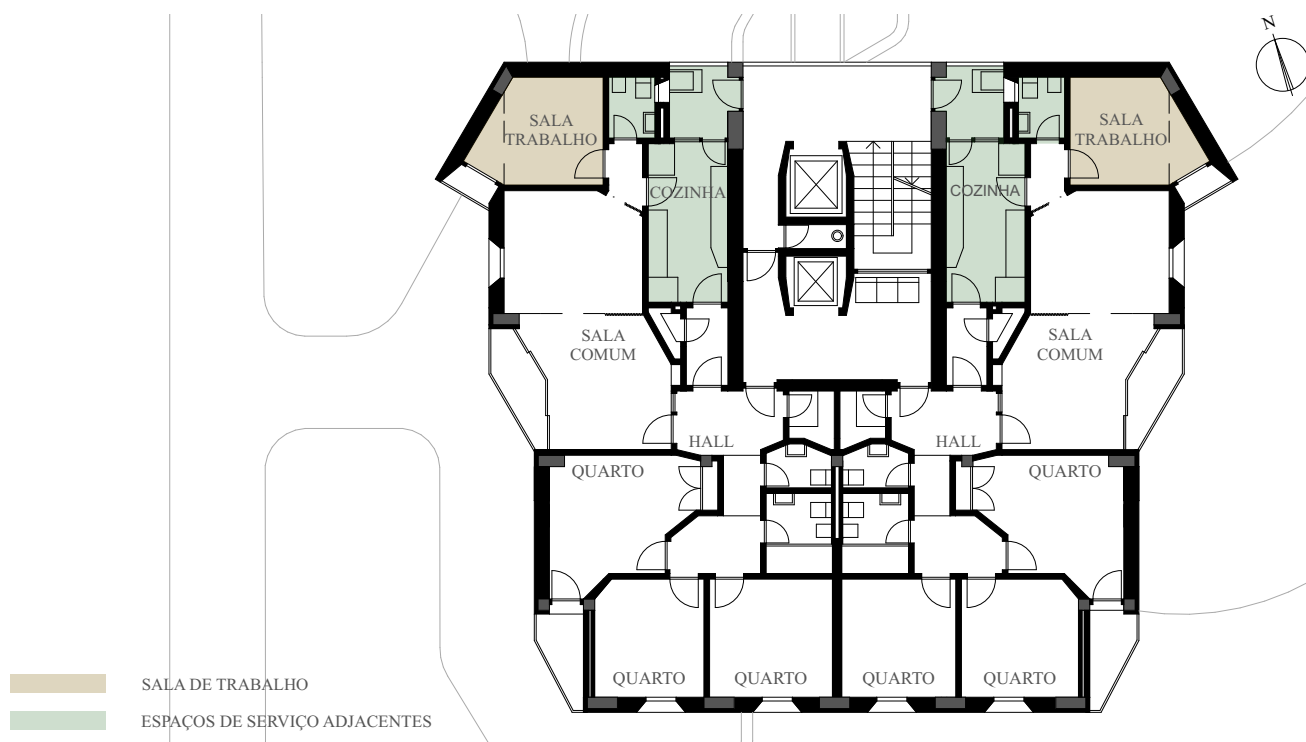 N
SALA
TRABALHO
SALA
TRABALHO
COZINHA
COZINHA
SALA
COMUM
SALA
COMUM
HALL
HALL
QUARTO
QUARTO
QUARTO
QUARTO
QUARTO
QUARTO
SALA DE TRABALHO
ESPAÇOS DE SERVIÇO ADJACENTES